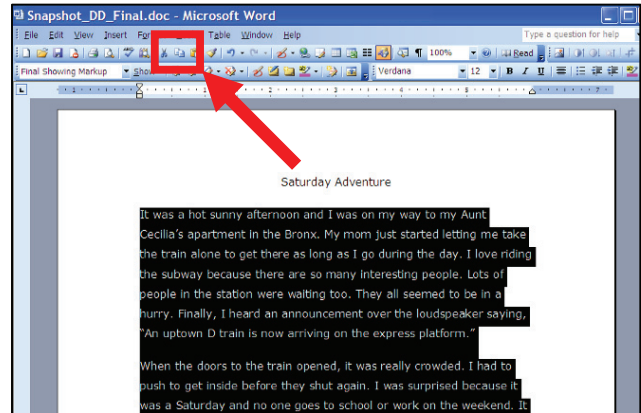 Snapshot_DD_Final.doc - Microsoft Word
File Edit View Insert Table Window Help Type a question for help
100% Read
Final Showing Markup Show Verdana 12 B I U
Saturday Adventure
It was a hot sunny afternoon and I was on my way to my Aunt
Cecilia's apartment in the Bronx. My mom just started letting me take
the train alone to get there as long as I go during the day. I love riding
the subway because there are so many interesting people. Lots of
people in the station were waiting too. They all seemed to be in a
hurry. Finally, I heard an announcement over the loudspeaker saying,
"An uptown D train is now arriving on the express platform."
When the doors to the train opened, it was really crowded. I had to
push to get inside before they shut again. I was surprised because it
was a Saturday and no one goes to school or work on the weekend. It